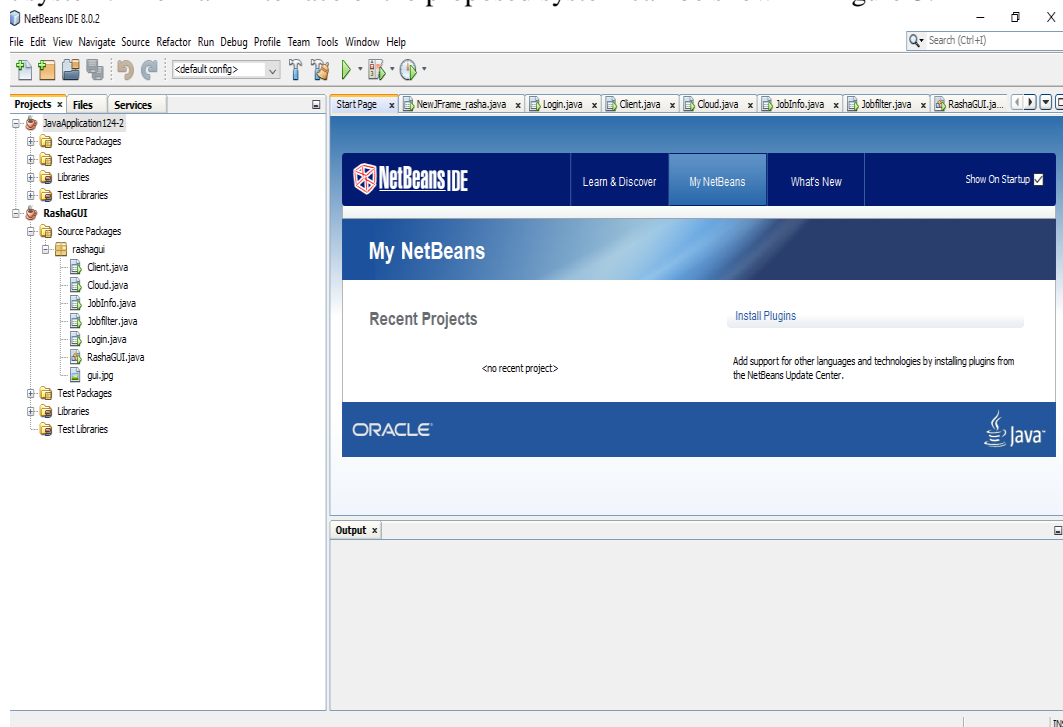 NetBeans IDE 8.0.2
File Edit View Navigate Source Refactor Run Debug Profile Team Tools Window Help
Search (Ctrl+I)
<default config>
Projects Files Services
Start Page NewJFrame_rasha.java Login.java Client.java Cloud.java JobInfo.java Jobfilter.java RashaGUI.ja...
JavaApplication124-2
Source Packages
Test Packages
Libraries
Test Libraries
RashaGUI
Source Packages
rashagui
Client.java
Cloud.java
JobInfo.java
Jobfilter.java
Login.java
RashaGUI.java
gui.jpg
Test Packages
Libraries
Test Libraries
NetBeans IDE
Learn & Discover
My NetBeans
What's New
Show On Startup
My NetBeans
Recent Projects
<no recent project>
Install Plugins
Add support for other languages and technologies by installing plugins from
the NetBeans Update Center.
ORACLE
Java
Output